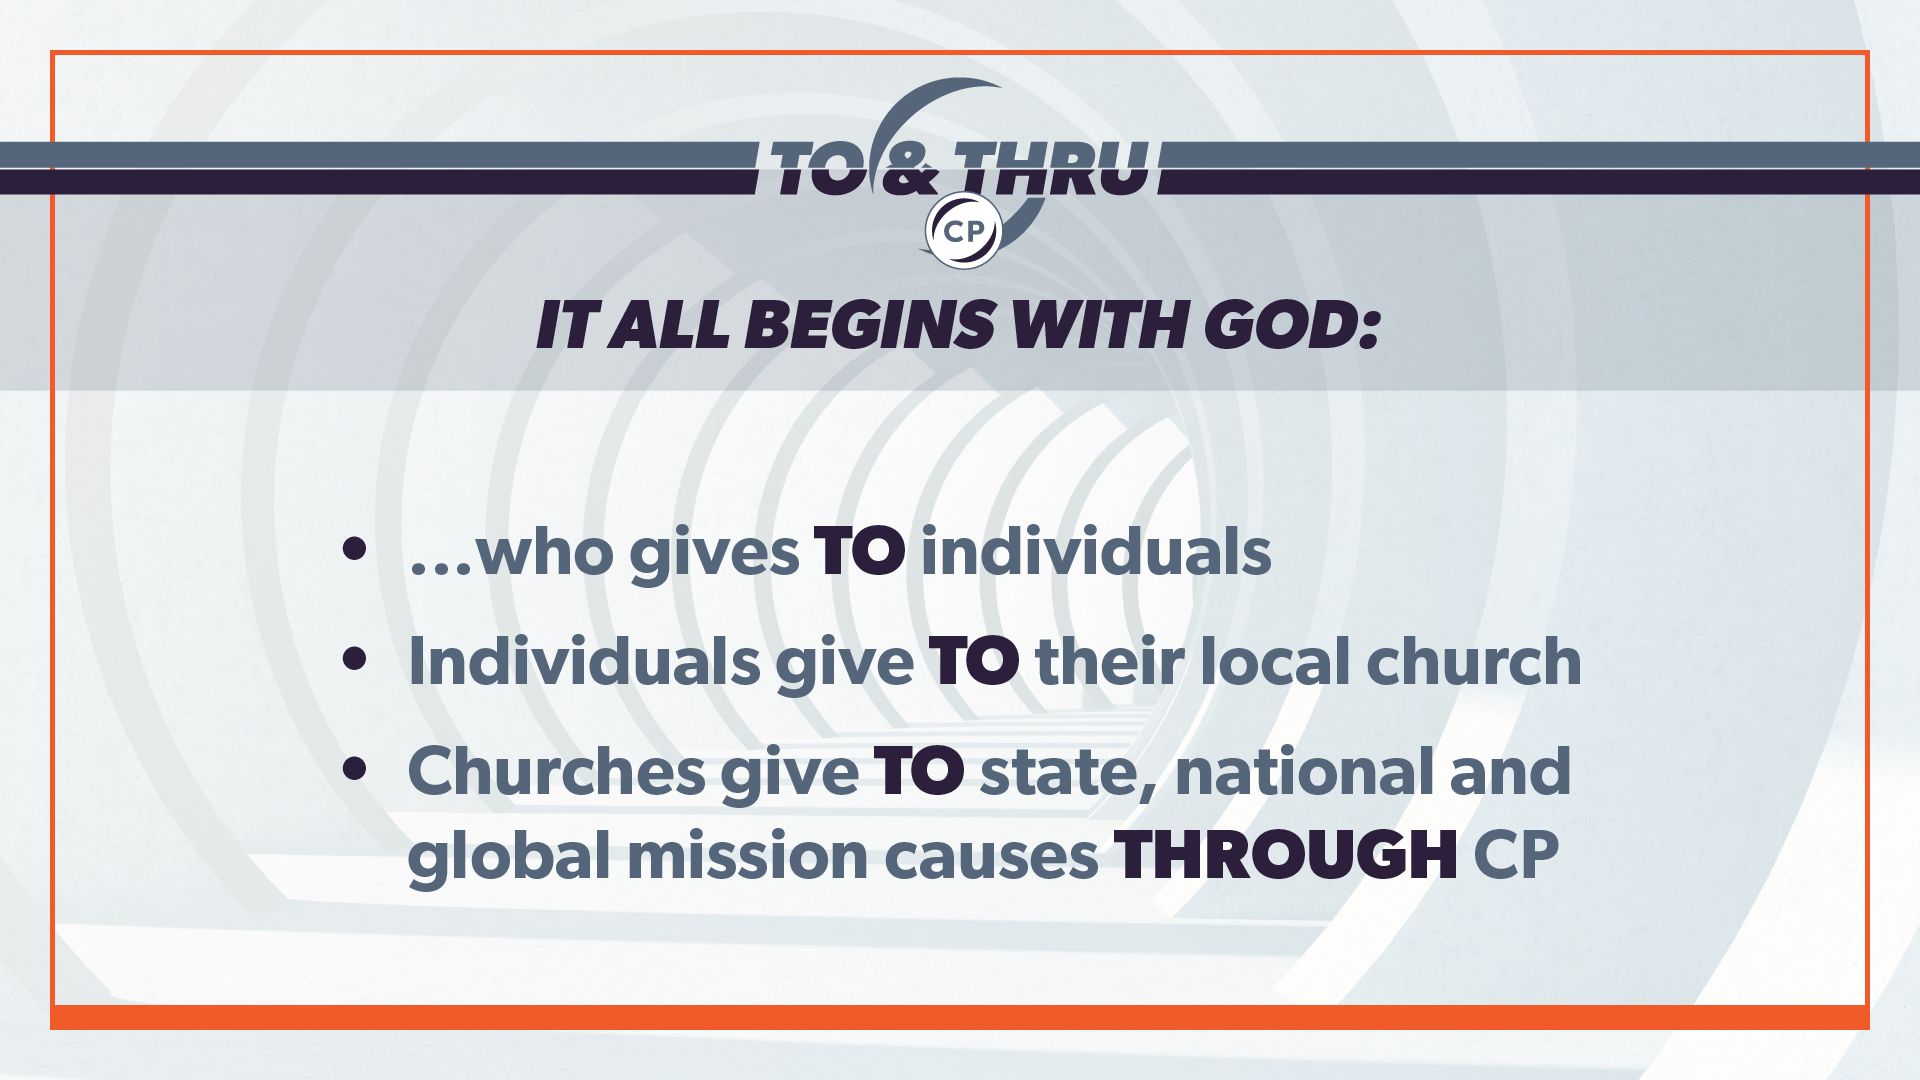 TO & THRU
CP
IT ALL BEGINS WITH GOD:
• ...who gives TO individuals
• Individuals give TO their local church
• Churches give TO state, national and
global mission causes THROUGH CP